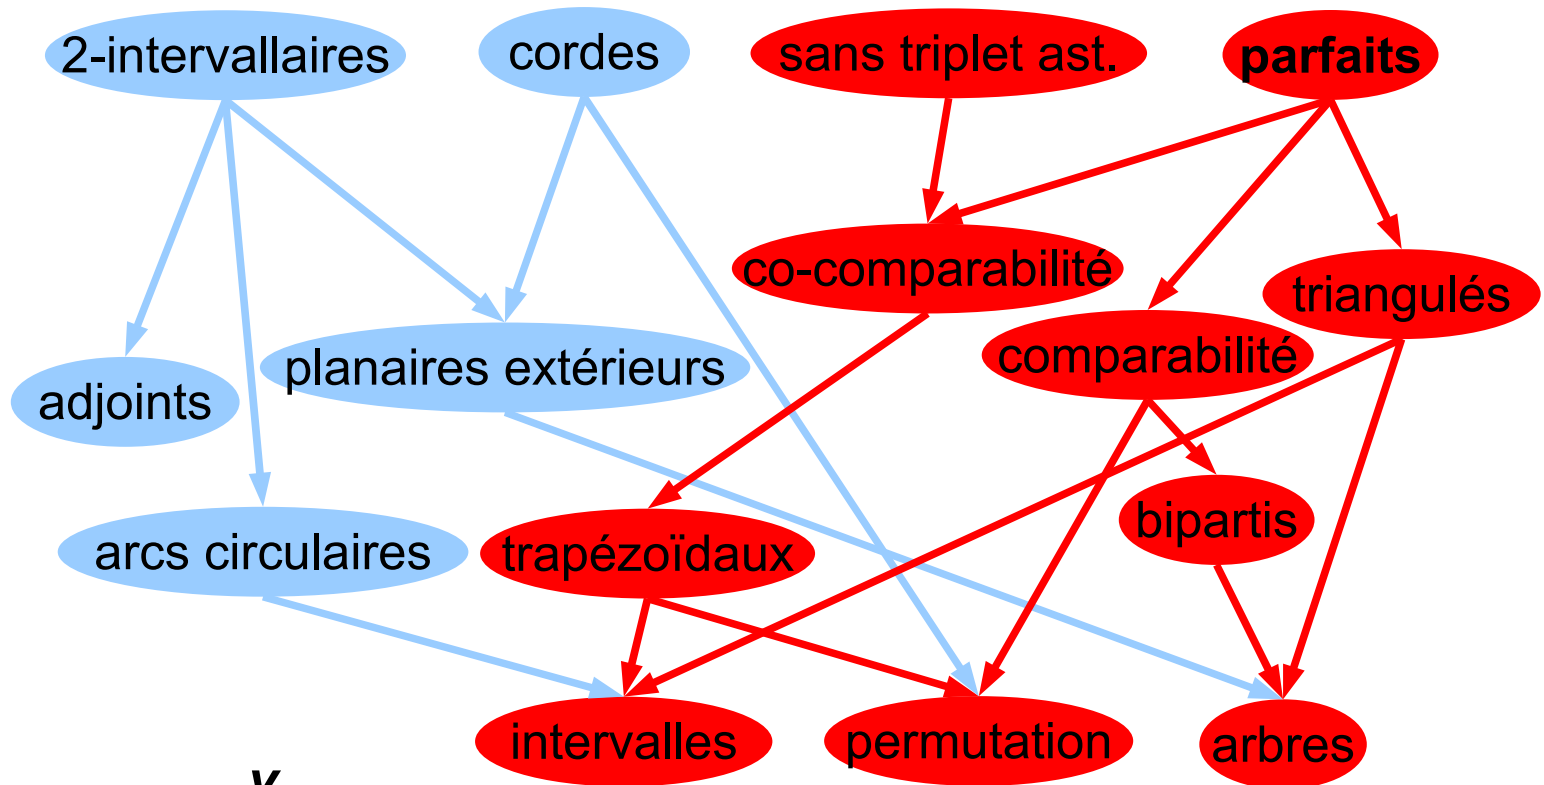 2-intervallaires
cordes
sans triplet ast.
parfaits
co-comparabilité
triangulés
comparabilité
planaires extérieurs
adjoints
bipartis
arcs circulaires
trapézoïdaux
intervalles
permutation
arbres